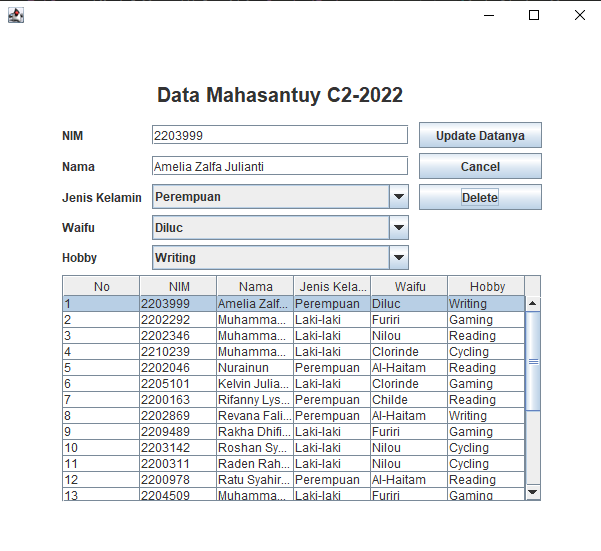 Data Mahasantuy C2-2022
NIM 2203999 Update Datanya
Nama Amelia Zalfa Julianti Cancel
Jenis Kelamin Perempuan Delete
Waifu Diluc
Hobby Writing
No NIM Nama Jenis Kela... Waifu Hobby
1 2203999 Amelia Zalf... Perempuan Diluc Writing
2 2202292 Muhamma... Laki-laki Furiri Gaming
3 2202346 Muhamma... Laki-laki Nilou Reading
4 2210239 Muhamma... Laki-laki Clorinde Cycling
5 2202046 Nurainun Perempuan Al-Haitam Reading
6 2205101 Kelvin Julia... Laki-laki Clorinde Gaming
7 2200163 Rifanny Lys... Perempuan Childe Reading
8 2202869 Revana Fali... Perempuan Al-Haitam Writing
9 2209489 Rakha Dhifi... Laki-laki Furiri Gaming
10 2203142 Roshan Sy... Laki-laki Nilou Cycling
11 2200311 Raden Rah... Laki-laki Nilou Cycling
12 2200978 Ratu Syahir... Perempuan Al-Haitam Reading
13 2204509 Muhamma... Laki-laki Furiri Gaming